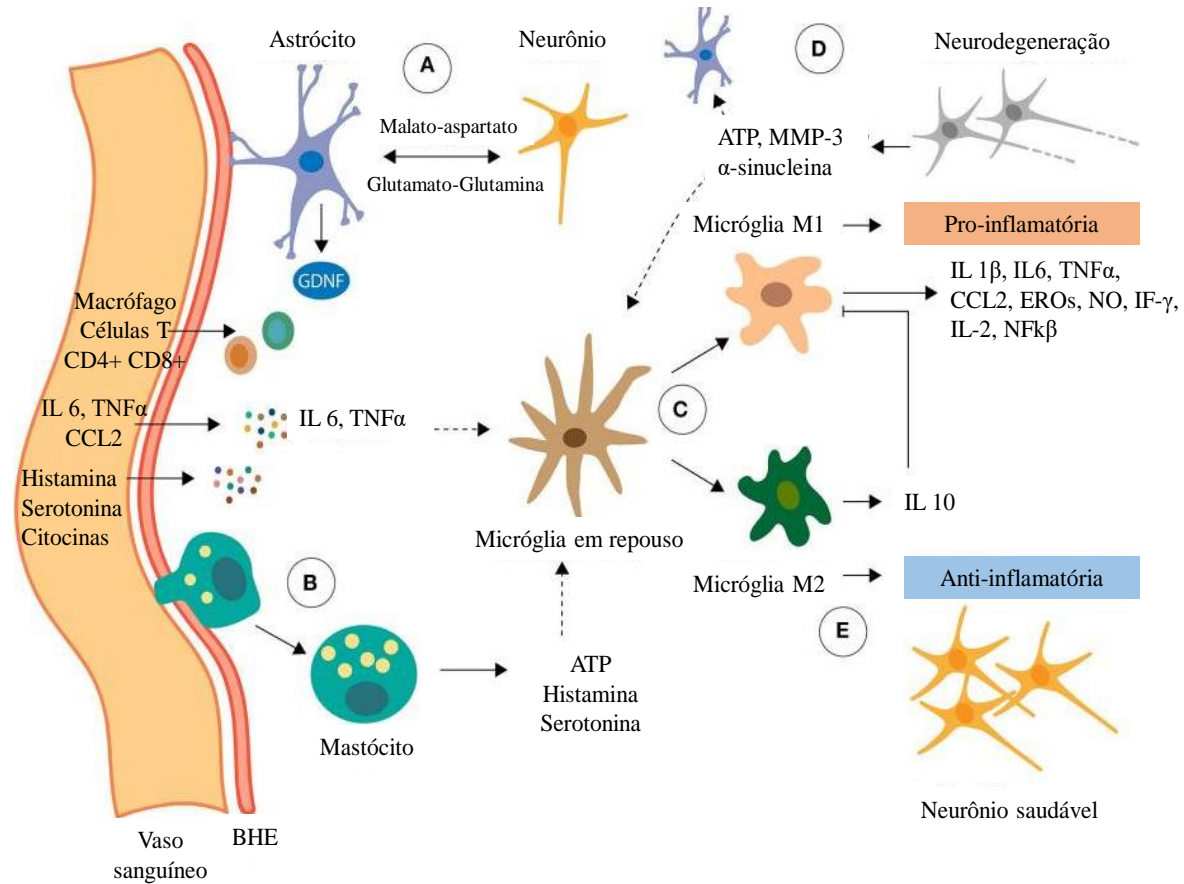 Astrócito
A
Neurônio
Malato-aspartato
Glutamato-Glutamina
GDNF
D
Neurodegeneração
ATP, MMP-3
α-sinucleina
Micróglia M1
Pro-inflamatória
IL 1β, IL6, TNFα,
CCL2, EROs, NO, IF-γ,
IL-2, NFkβ
Macrófago
Células T
CD4+ CD8+
IL 6, TNFα
CCL2
IL 6, TNFα
Histamina
Serotonina
Citocinas
Micróglia em repouso
C
IL 10
Micróglia M2
Anti-inflamatória
E
B
Mastócito
ATP
Histamina
Serotonina
Neurônio saudável
Vaso
sanguíneo
BHE